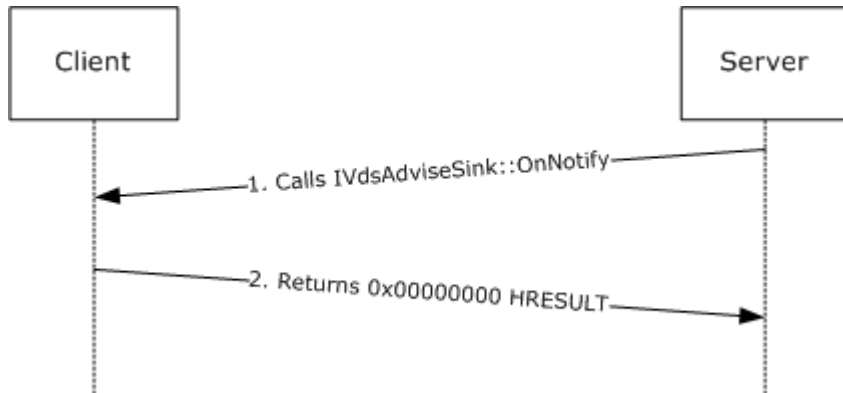 Client
Server
1. Calls IVdsAdviseSink::OnNotify
2. Returns 0x00000000 HRESULT